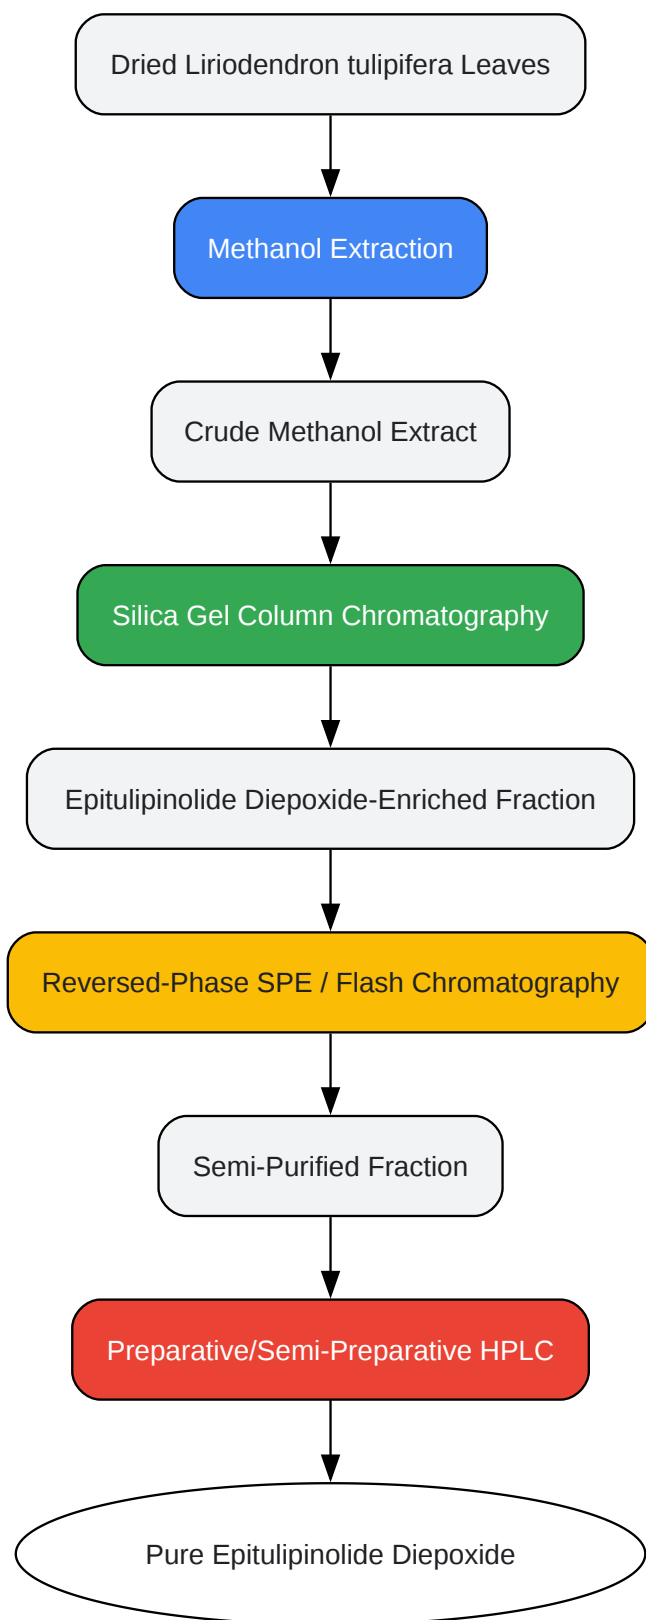 Dried Liriodendron tulipifera Leaves
Methanol Extraction
Crude Methanol Extract
Silica Gel Column Chromatography
Epitulipinolide Diepoxide-Enriched Fraction
Reversed-Phase SPE / Flash Chromatography
Semi-Purified Fraction
Preparative/Semi-Preparative HPLC
Pure Epitulipinolide Diepoxide